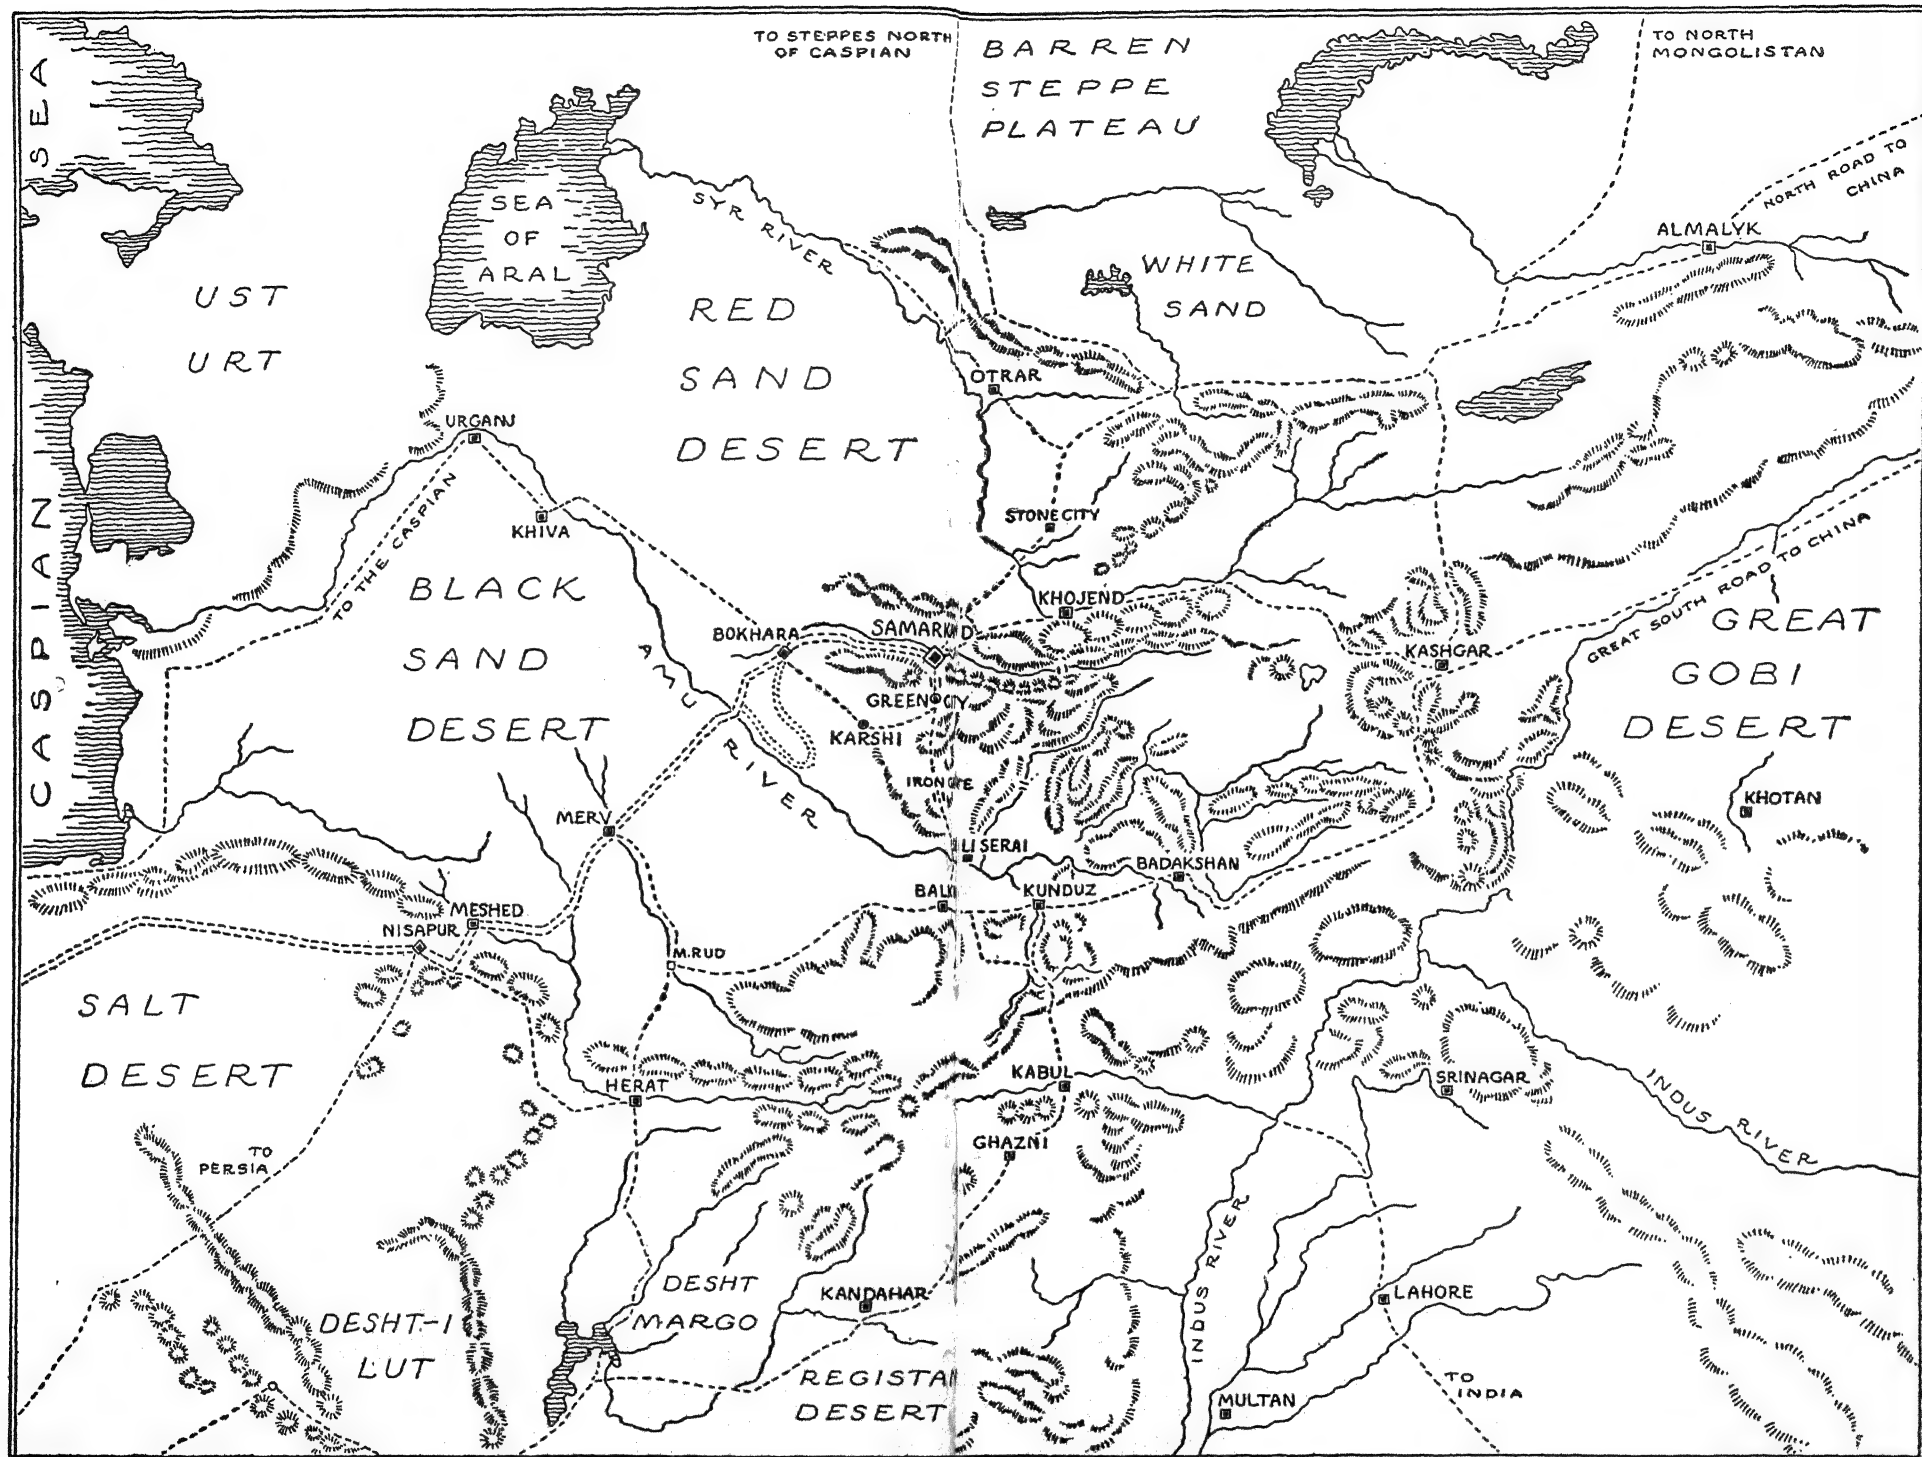 TO STEPPES NORTH
OF CASPIAN
BARREN
STEPPE
PLATEAU
TO NORTH
MONGOLISTAN
NORTH ROAD TO
CHINA
ALMALYK
SEA
OF
ARAL
SYR RIVER
WHITE
SAND
UST
URT
RED
SAND
DESERT
OTRAR
URGANJ
KHIVA
TO THE CASPIAN
STONE CITY
CASPIAN SEA
BLACK
SAND
DESERT
AMU RIVER
BOKHARA
KHOJEND
KASHGAR
GREAT SOUTH ROAD TO CHINA
GREAT
GOBI
DESERT
GREEN CITY
KARSHI
KHOTAN
MERV
LI SERAI
BADAKSHAN
KUNDUZ
MESHED
NISAPUR
M.RUD
SALT
DESERT
HERAT
KABUL
SRINAGAR
INDUS RIVER
GHAZNI
TO
PERSIA
INDUS RIVER
DESHT
MARGO
KANDAHAR
LAHORE
DESHT-I
LUT
REGISTA
DESERT
MULTAN
TO
INDIA